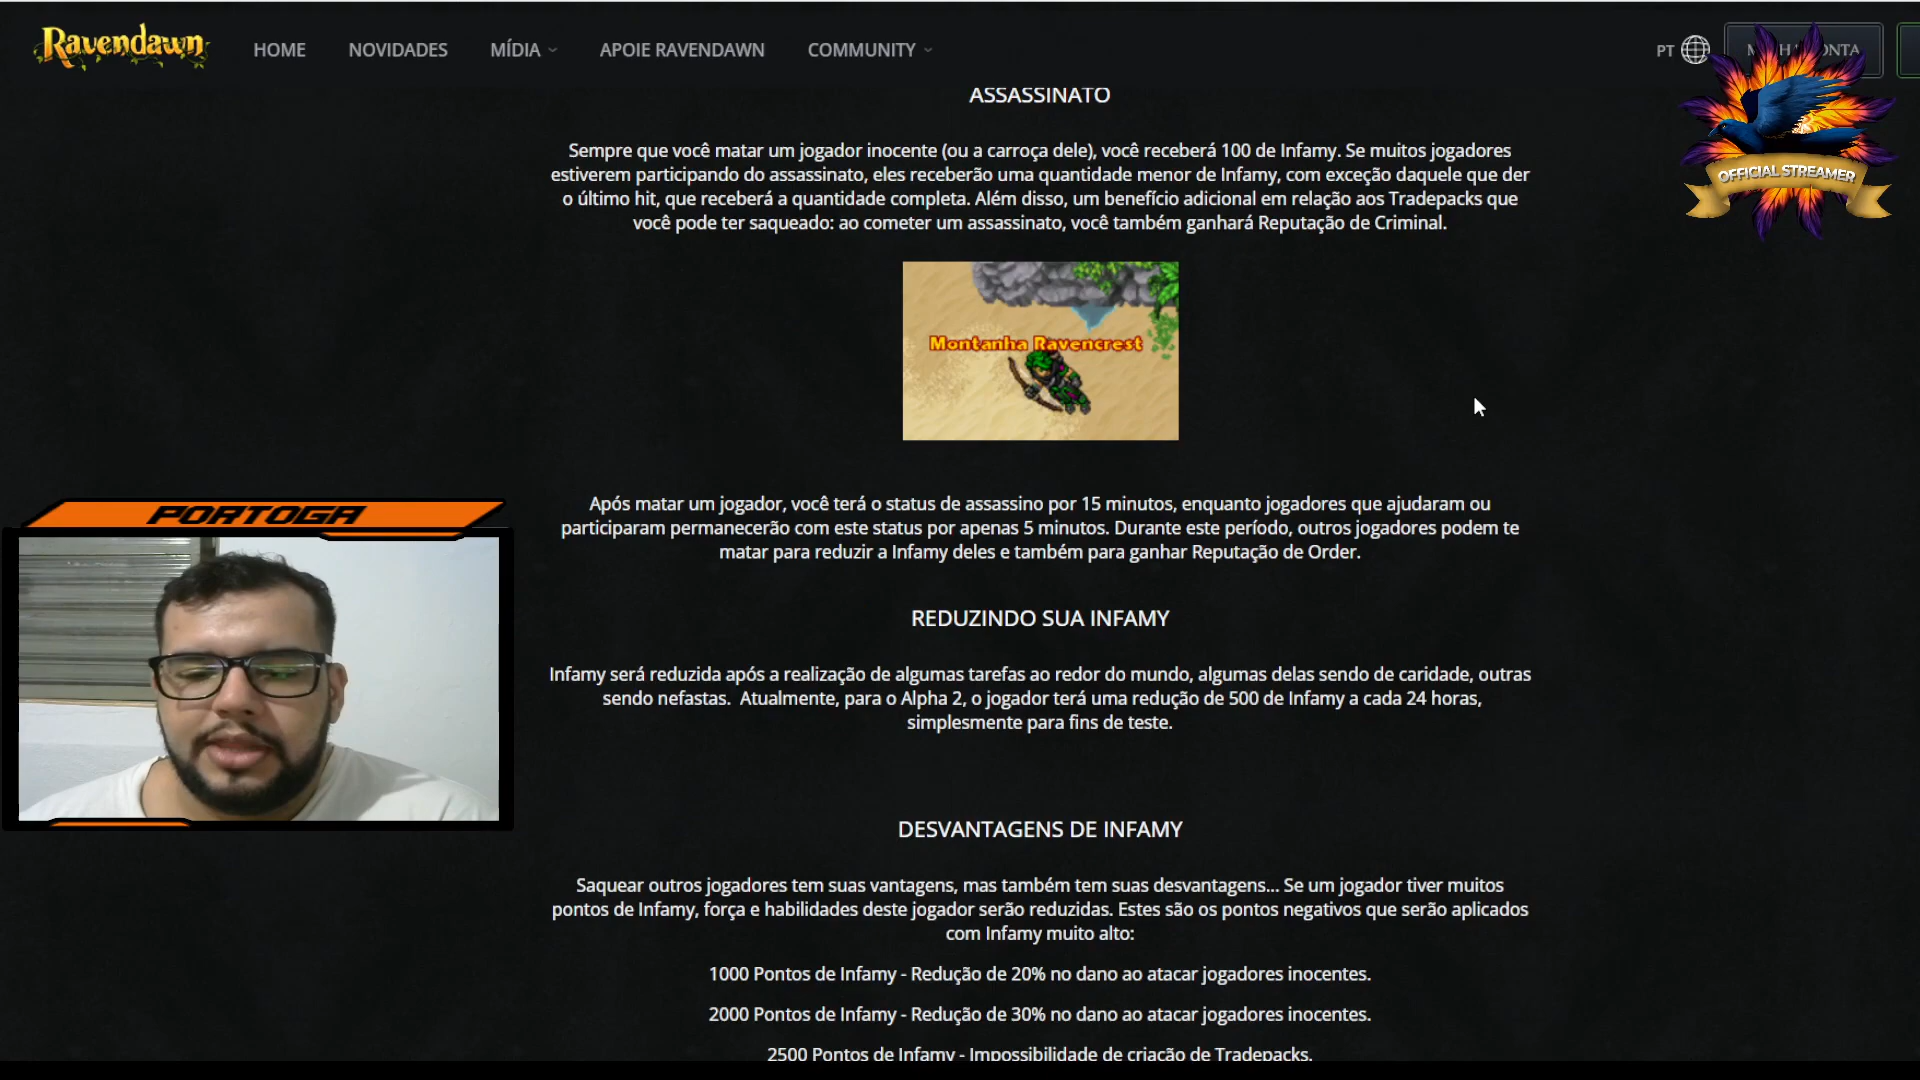 Ravendawn
HOME
NOVIDADES
MÍDIA
APOIE RAVENDAWN
COMMUNITY
PT
OFFICIAL STREAMER
ASSASSINATO
Sempre que você matar um jogador inocente (ou a carroça dele), você receberá 100 de Infamy. Se muitos jogadores
estiverem participando do assassinato, eles receberão uma quantidade menor de Infamy, com exceção daquele que der
o último hit, que receberá a quantidade completa. Além disso, um benefício adicional em relação aos Tradepacks que
você pode ter saqueado: ao cometer um assassinato, você também ganhará Reputação de Criminal.
Montanha Ravencrest
Após matar um jogador, você terá o status de assassino por 15 minutos, enquanto jogadores que ajudaram ou
participaram permanecerão com este status por apenas 5 minutos. Durante este período, outros jogadores podem te
matar para reduzir a Infamy deles e também para ganhar Reputação de Order.
PORTOGA
REDUZINDO SUA INFAMY
Infamy será reduzida após a realização de algumas tarefas ao redor do mundo, algumas delas sendo de caridade, outras
sendo nefastas. Atualmente, para o Alpha 2, o jogador terá uma redução de 500 de Infamy a cada 24 horas,
simplesmente para fins de teste.
DESVANTAGENS DE INFAMY
Saquear outros jogadores tem suas vantagens, mas também tem suas desvantagens... Se um jogador tiver muitos
pontos de Infamy, força e habilidades deste jogador serão reduzidas. Estes são os pontos negativos que serão aplicados
com Infamy muito alto:
1000 Pontos de Infamy - Redução de 20% no dano ao atacar jogadores inocentes.
2000 Pontos de Infamy - Redução de 30% no dano ao atacar jogadores inocentes.
2500 Pontos de Infamy - Impossibilidade de criação de Tradepacks.